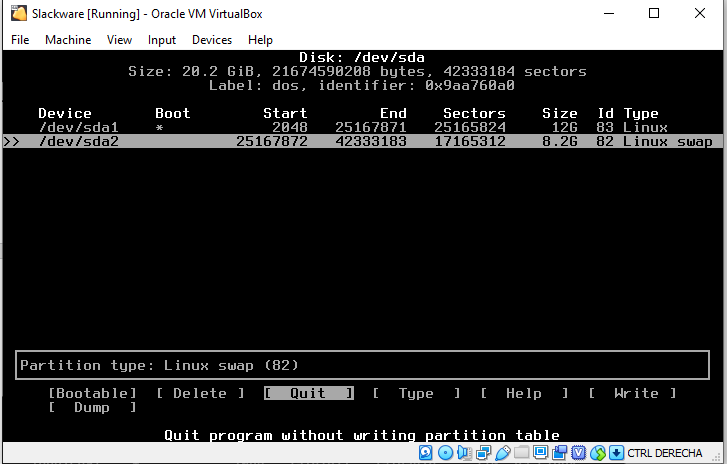 Slackware [Running] - Oracle VM VirtualBox
File Machine View Input Devices Help
Disk: /dev/sda
Size: 20.2 GiB, 21674590208 bytes, 42333184 sectors
Label: dos, identifier: 0x9aa760a0
Device Boot Start End Sectors Size Id Type
/dev/sda1 * 2048 25167871 25165824 12G 83 Linux
>> /dev/sda2 25167872 42333183 17165312 8.2G 82 Linux swap
Partition type: Linux swap (82)
[Bootable] [ Delete ] [ Quit ] [ Type ] [ Help ] [ Write ]
[ Dump ]
Quit program without writing partition table
CTRL DERECHA